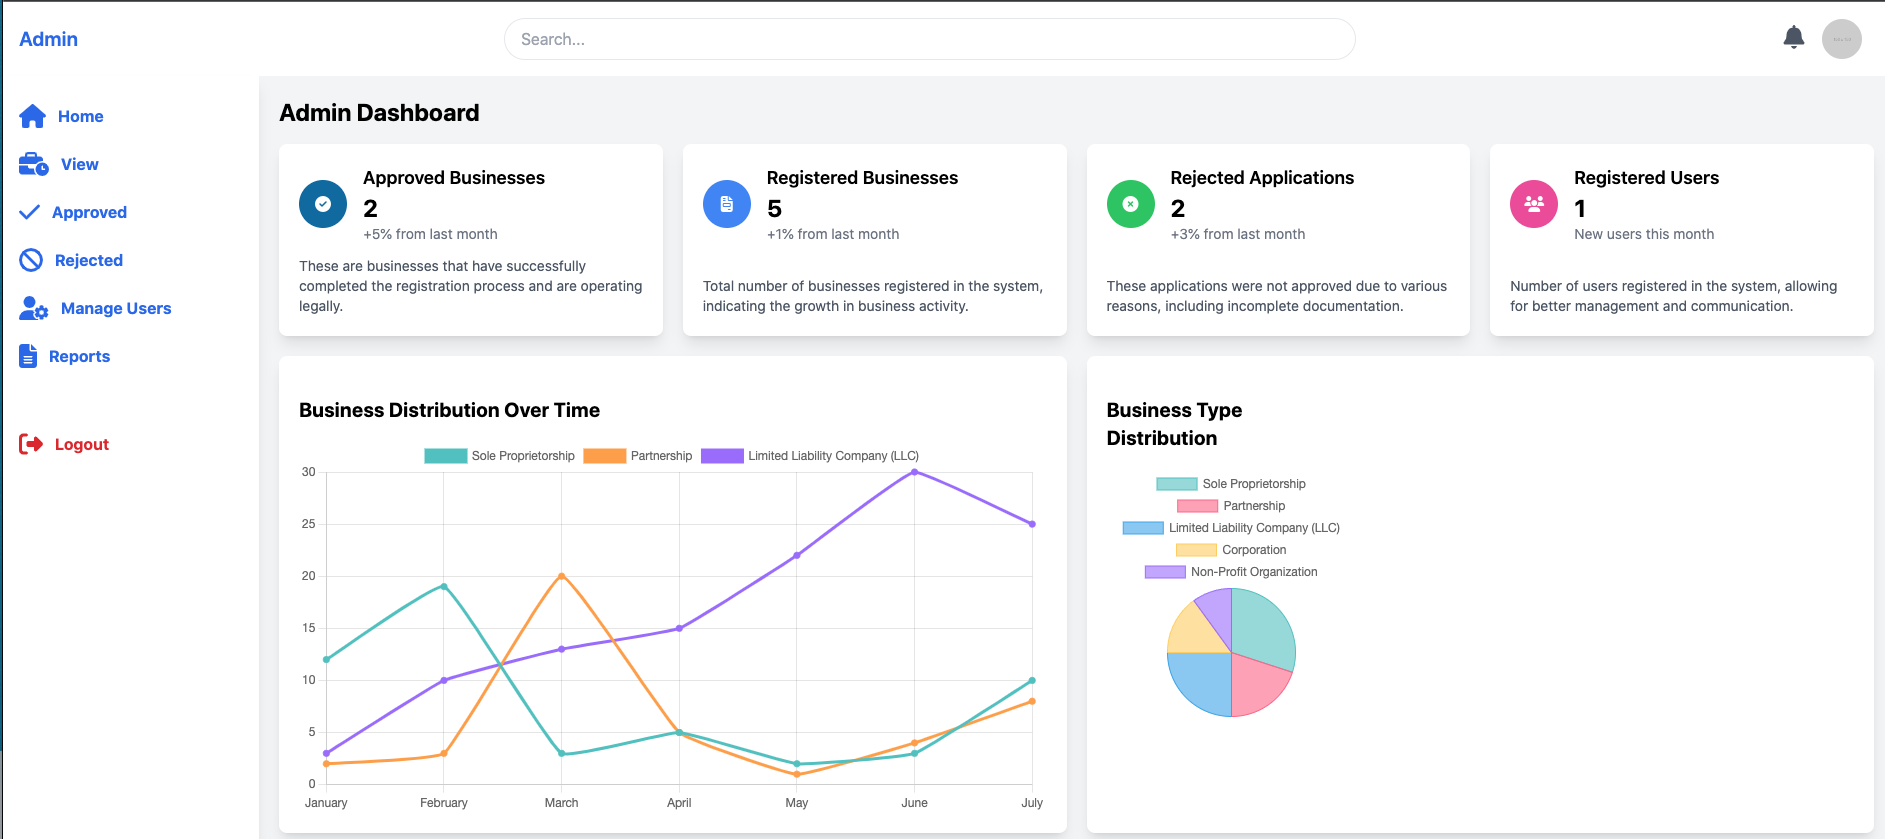 Admin
Search...
Home
View
Approved
Rejected
Manage Users
Reports
Logout
Admin Dashboard
Approved Businesses
2
+5% from last month
These are businesses that have successfully
completed the registration process and are operating
legally.
Registered Businesses
5
+1% from last month
Total number of businesses registered in the system,
indicating the growth in business activity.
Rejected Applications
2
+3% from last month
These applications were not approved due to various
reasons, including incomplete documentation.
Registered Users
1
New users this month
Number of users registered in the system, allowing
for better management and communication.
Business Distribution Over Time
Sole Proprietorship Partnership Limited Liability Company (LLC)
30
25
20
15
10
5
0
January February March April May June July
Business Type
Distribution
Sole Proprietorship
Partnership
Limited Liability Company (LLC)
Corporation
Non-Profit Organization